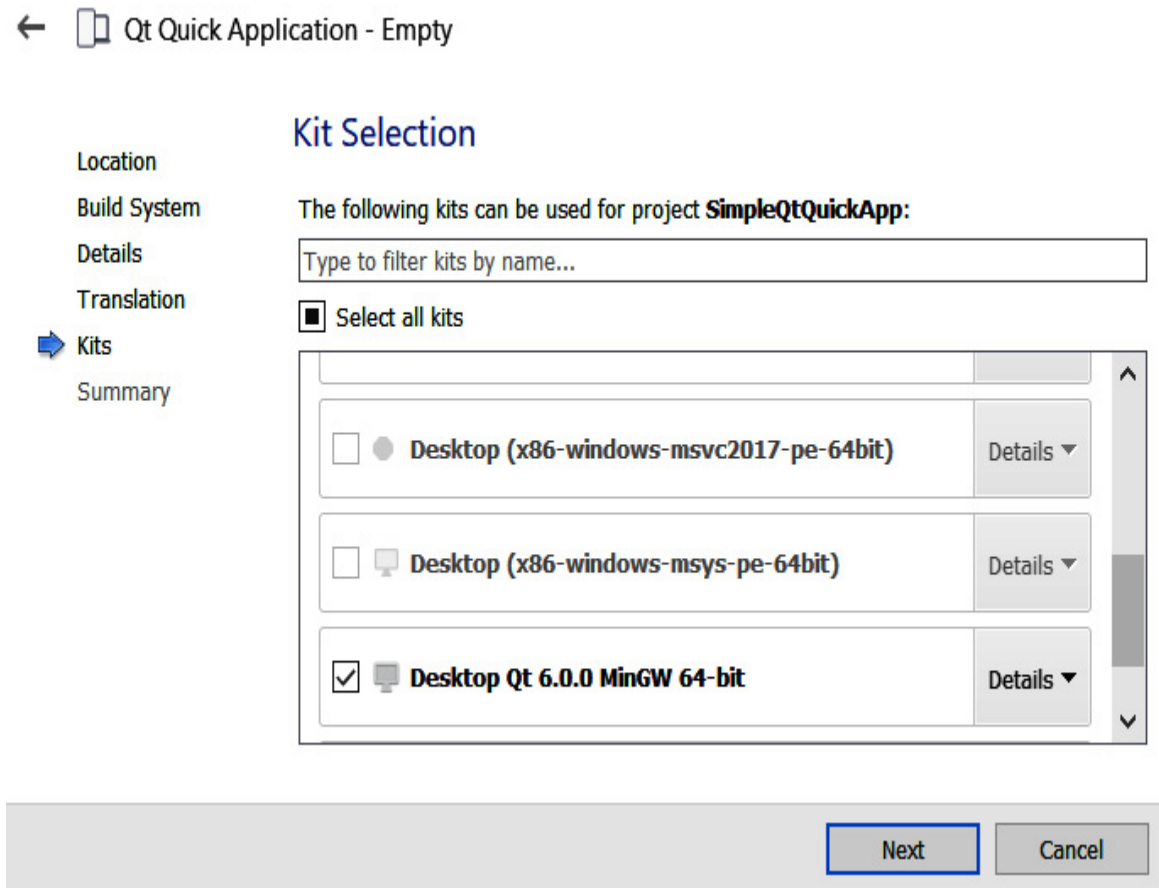 Qt Quick Application - Empty
Location
Build System
Details
Translation
Kits
Summary
Kit Selection
The following kits can be used for project SimpleQtQuickApp:
Type to filter kits by name...
Select all kits
Desktop (x86-windows-msvc2017-pe-64bit)
Details
Desktop (x86-windows-msys-pe-64bit)
Details
Desktop Qt 6.0.0 MinGW 64-bit
Details
Next
Cancel